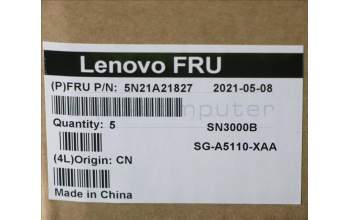 Lenovo FRU
(P)FRU P/N: 5N21A21827 2021-05-08
Quantity: 5 SN3000B
SG-A5110-XAA
(4L)Origin: CN
Made in China